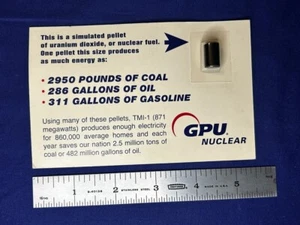 This is a simulated pellet
of uranium dioxide, or nuclear fuel.
One pellet this size produces
as much energy as:
• 2950 POUNDS OF COAL
• 286 GALLONS OF OIL
• 311 GALLONS OF GASOLINE
Using many of these pellets, TMI-1 (871
megawatts) produces enough electricity
for 860,000 average homes and each
year saves our nation 2.5 million tons of
coal or 482 million gallons of oil.
GPU
NUCLEAR
1 2 3 4 5
STAINLESS STEEL